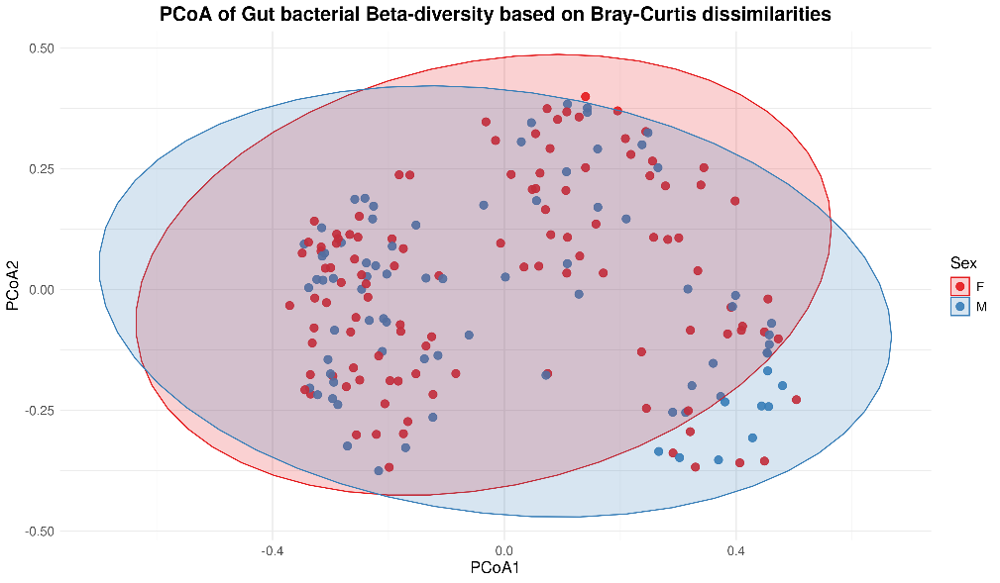 PCoA of Gut bacterial Beta-diversity based on Bray-Curtis dissimilarities
0.50
0.25
0.00
-0.25
-0.50
PCoA2
-0.4
0.0
0.4
PCoA1
Sex
F
M